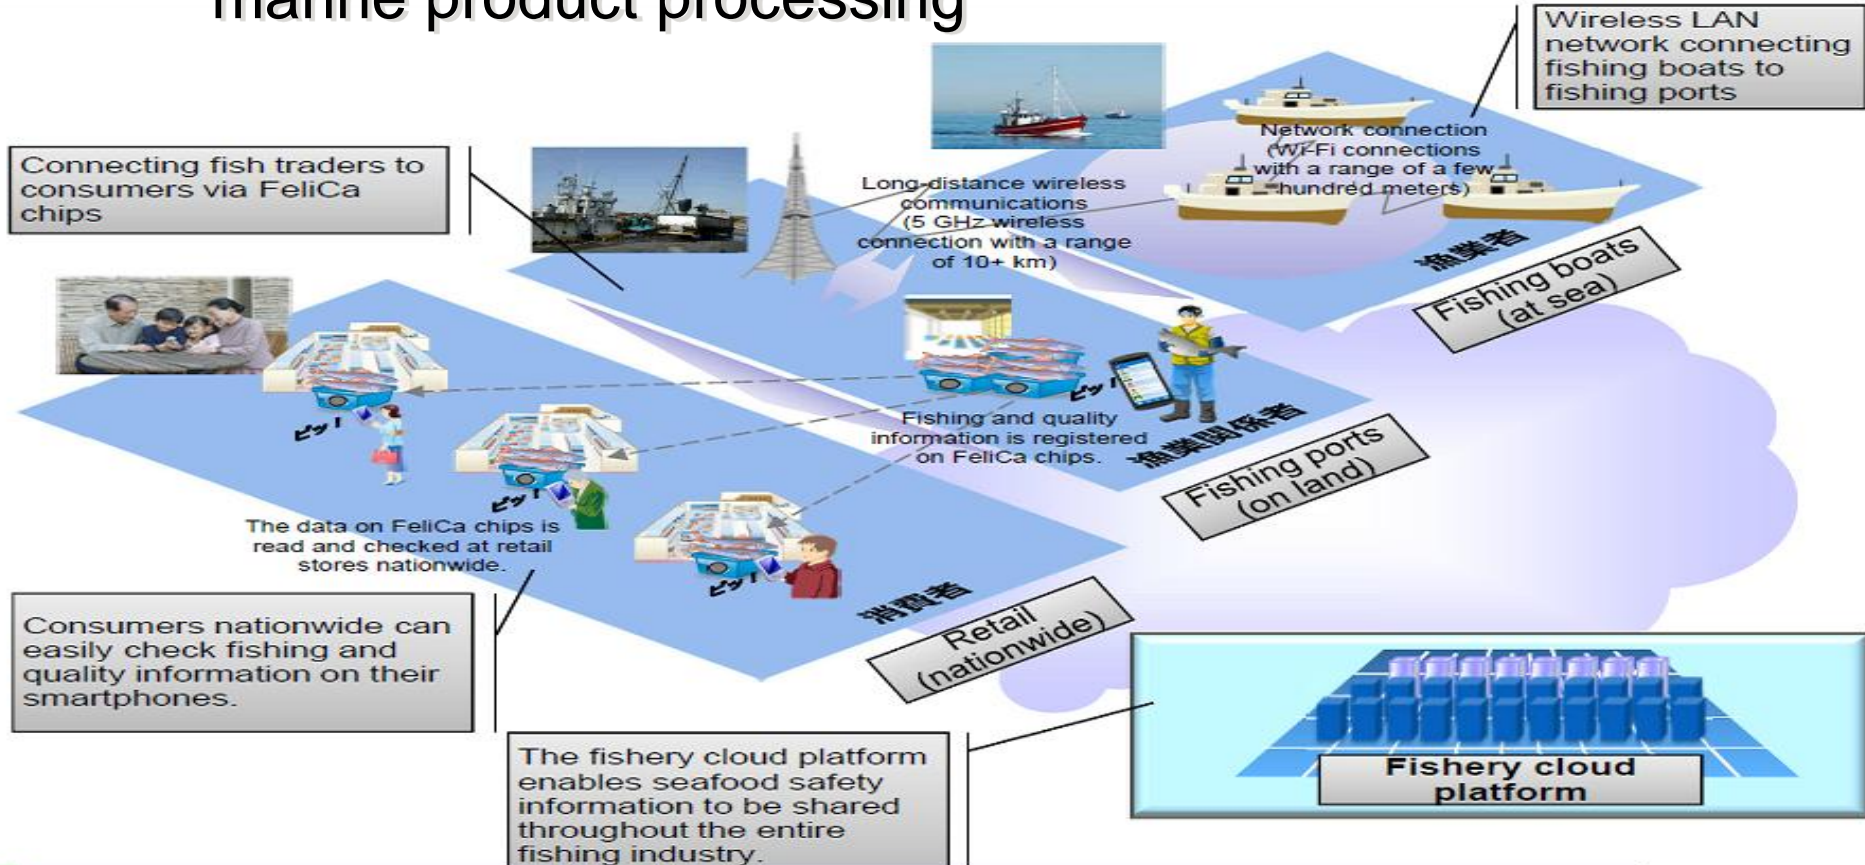 marine product processing
Wireless LAN
network connecting
fishing boats to
fishing ports
Connecting fish traders to
consumers via FeliCa
chips
Network connection
(Wi-Fi connections
with a range of a few
hundred meters)
Long-distance wireless
communications
(5 GHz wireless
connection with a range
of 10+ km)
漁業者
Fishing boats
(at sea)
ピッ!
Fishing and quality
information is registered
on FeliCa chips.
漁業関係者
Fishing ports
(on land)
ピッ!
ピッ!
The data on FeliCa chips is
read and checked at retail
stores nationwide.
ピッ!
消費者
Retail
(nationwide)
Consumers nationwide can
easily check fishing and
quality information on their
smartphones.
The fishery cloud platform
enables seafood safety
information to be shared
throughout the entire
fishing industry.
Fishery cloud
platform